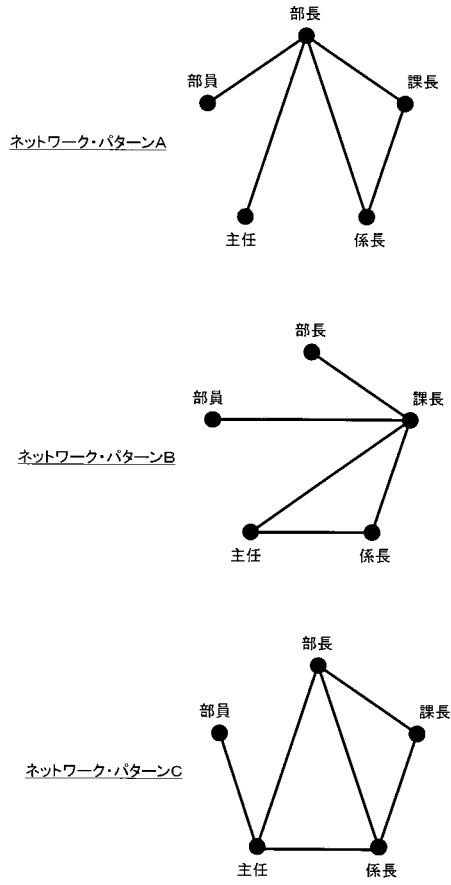 部長
部員
課長
ネットワーク・パターンA
主任
係長
部長
部員
課長
ネットワーク・パターンB
主任
係長
部長
部員
課長
ネットワーク・パターンC
主任
係長